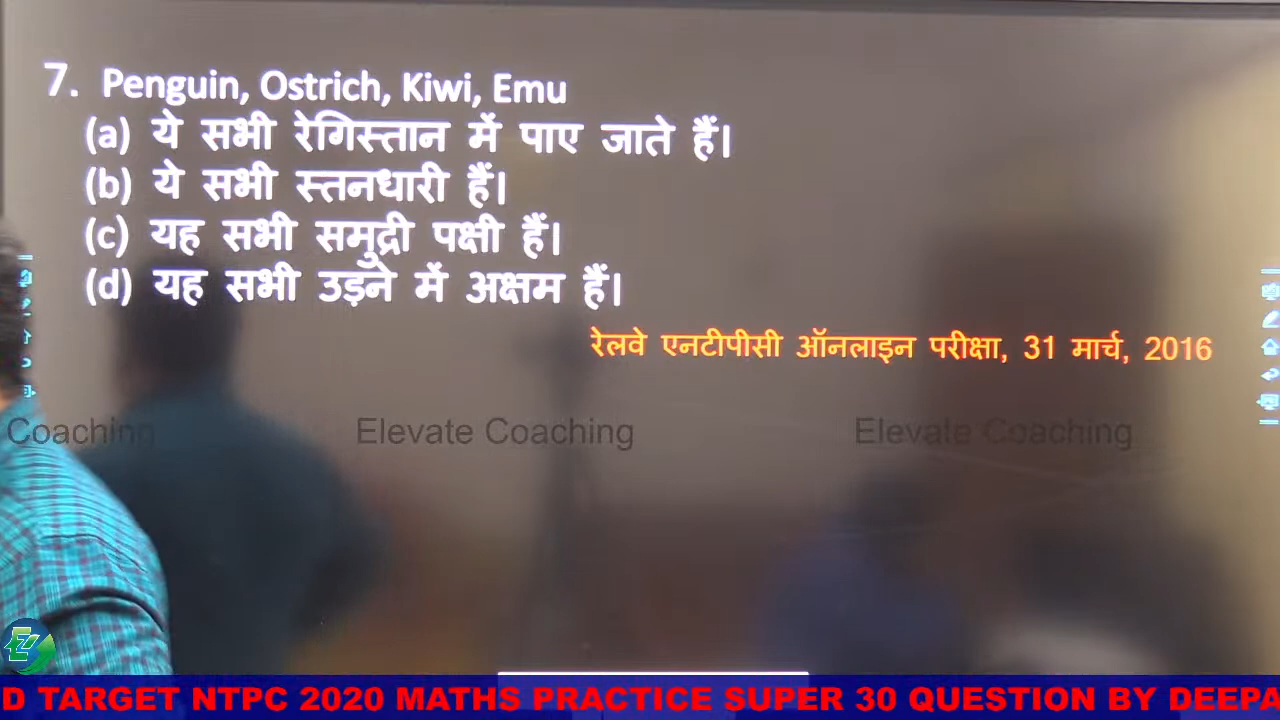 7. Penguin, Ostrich, Kiwi, Emu
(a) ये सभी रेगिस्तान में पाए जाते हैं।
(b) ये सभी स्तनधारी हैं।
(c) यह सभी समुद्री पक्षी हैं।
(d) यह सभी उड़ने में अक्षम हैं।
रेलवे एनटीपीसी ऑनलाइन परीक्षा, 31 मार्च, 2016
Coaching Elevate Coaching Elevate Coaching
D TARGET NTPC 2020 MATHS PRACTICE SUPER 30 QUESTION BY DEEPA